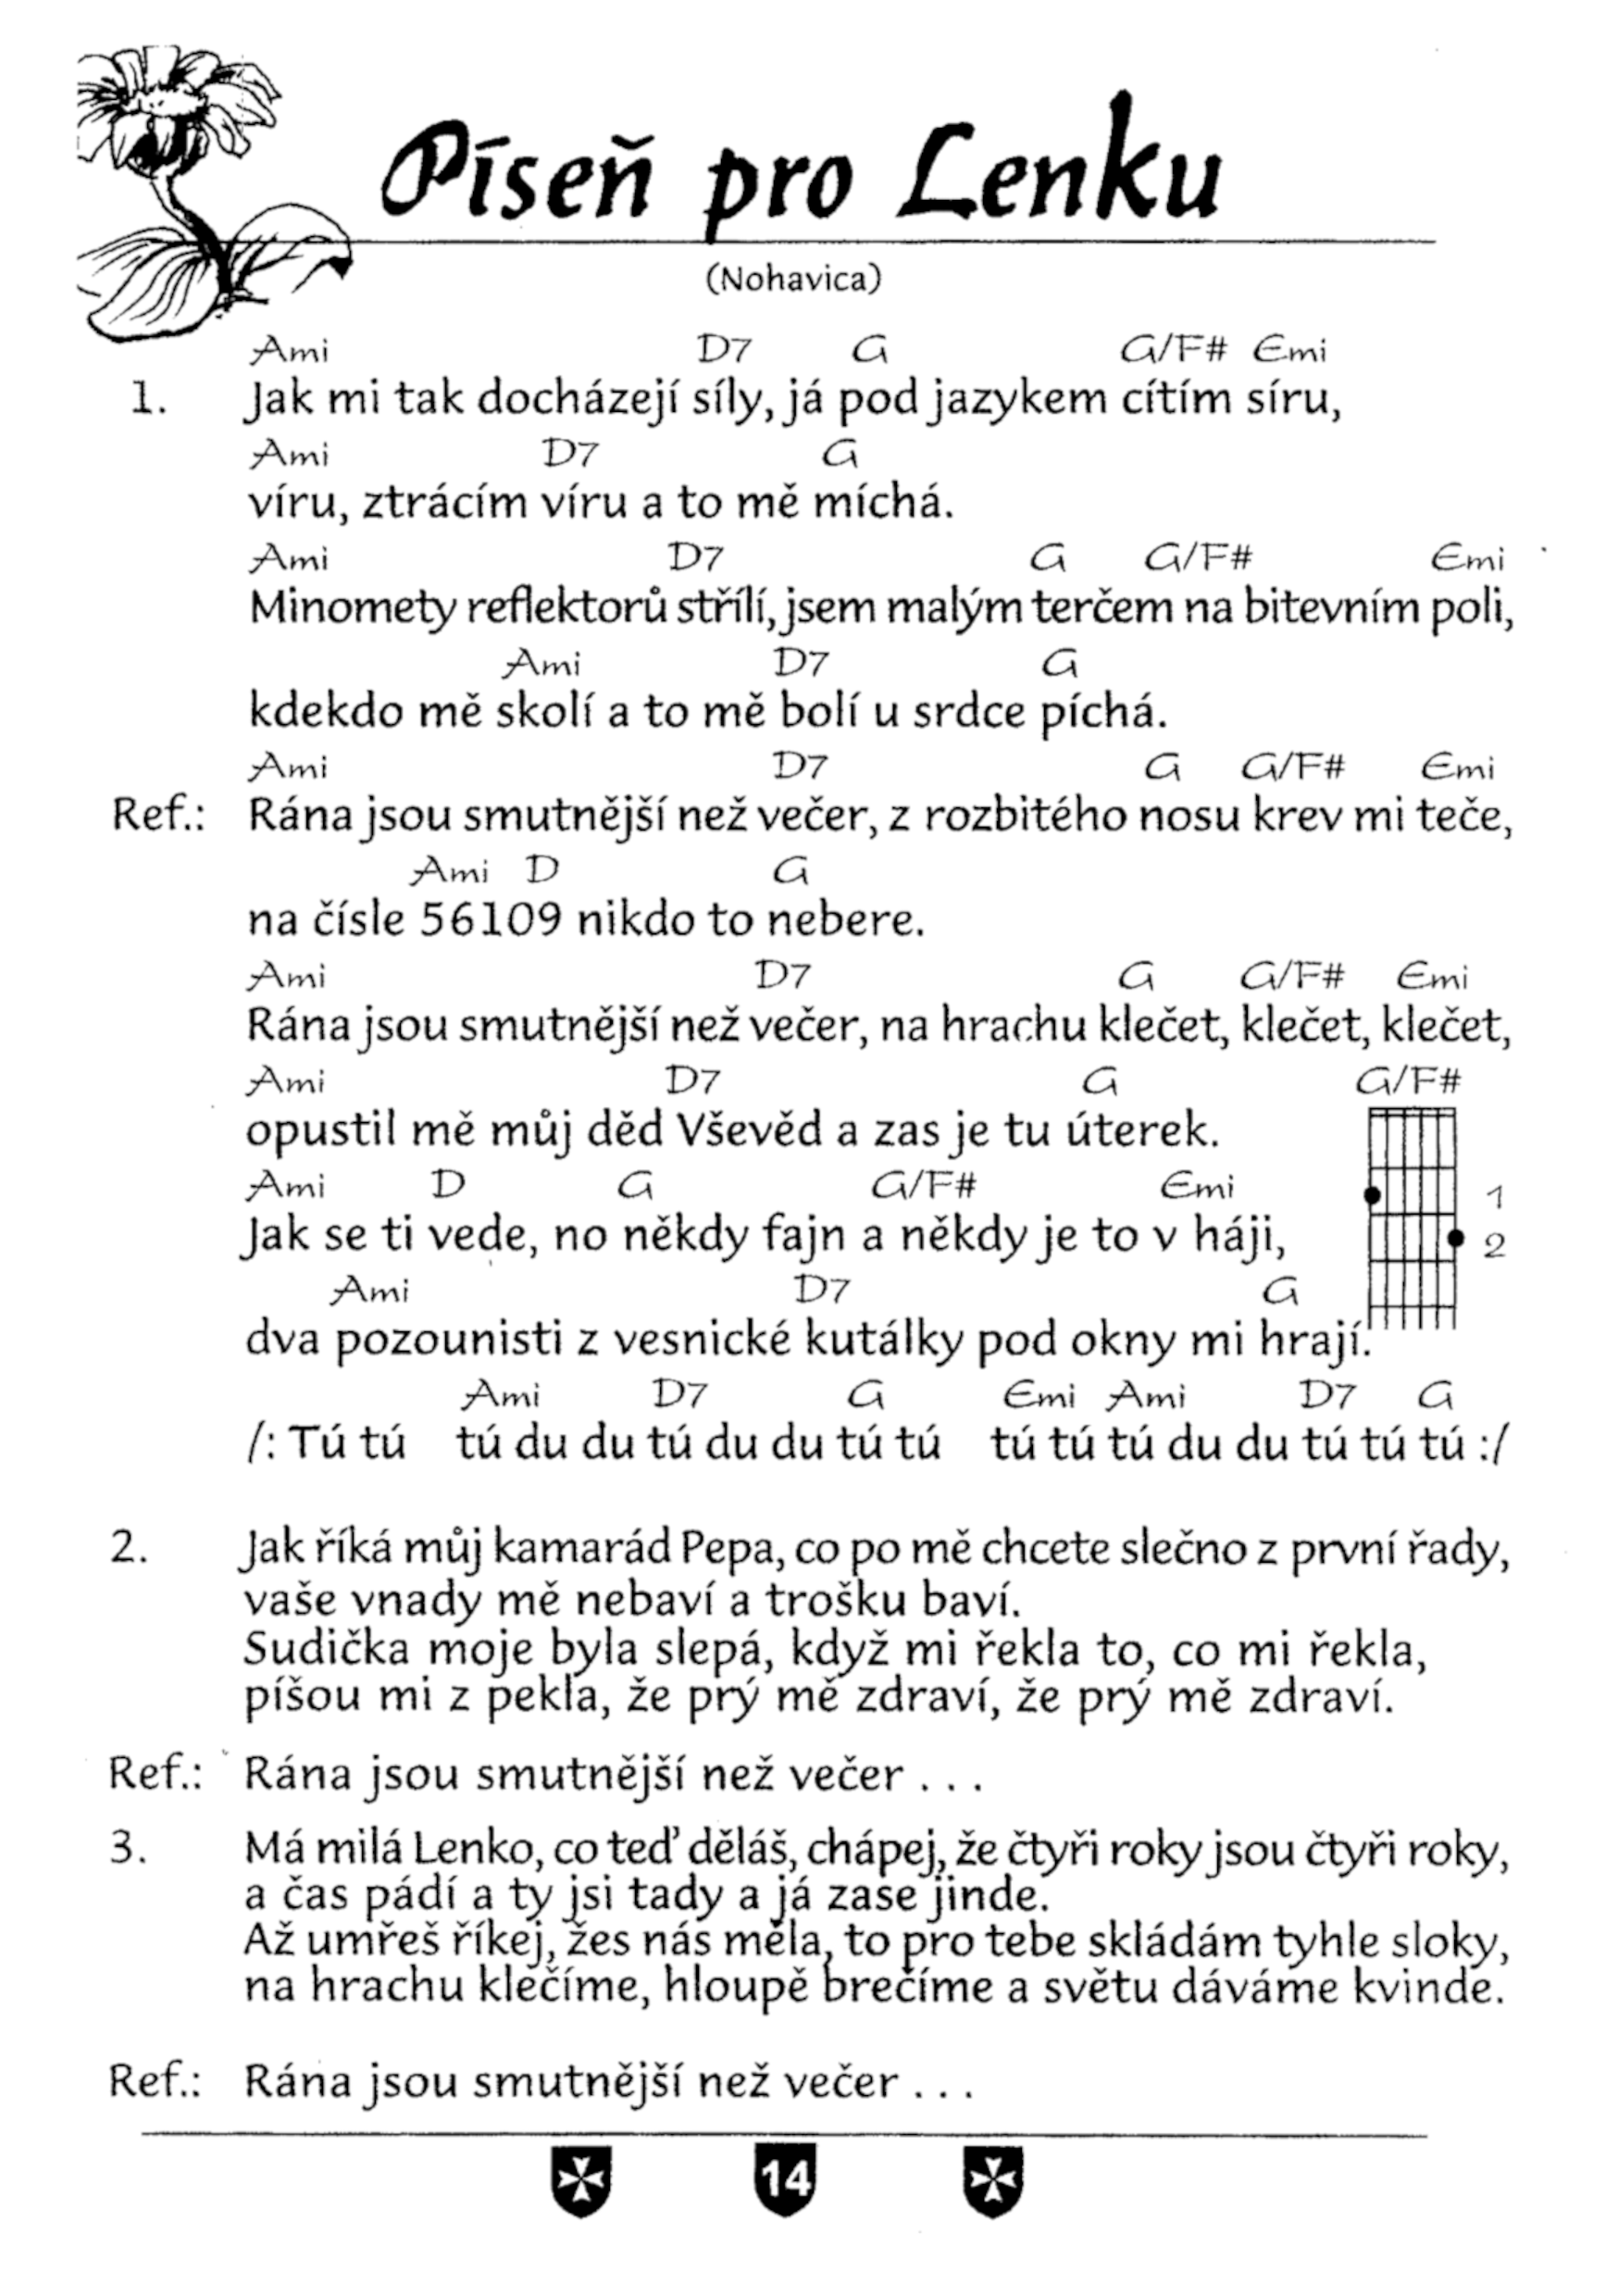 Píseň pro Lenku
(Nohavica)
Ami D7 G G/F# Emi
1. Jak mi tak docházejí síly, já pod jazykem cítím síru,
Ami D7 G
víru, ztrácím víru a to mě míchá.
Ami D7 G G/F# Emi
Minomety reflektorů střílí, jsem malým terčem na bitevním poli,
Ami D7 G
kdekdo mě skolí a to mě bolí u srdce píchá.
Ami D7 G G/F# Emi
Ref.: Rána jsou smutnější než večer, z rozbitého nosu krev mi teče,
Ami D G
na čísle 56109 nikdo to nebere.
Ami D7 G G/F# Emi
Rána jsou smutnější než večer, na hrachu klečet, klečet, klečet,
Ami D7 G G/F#
opustil mě můj děd Vševěd a zas je tu úterek.
Ami D G G/F# Emi 1
Jak se ti vede, no někdy fajn a někdy je to v háji, 2
Ami D7 G
dva pozounisti z vesnické kutálky pod okny mi hrají.
Ami D7 G Emi Ami D7 G
/: Tú tú tú du du tú du du tú tú tú tú tú du du tú tú tú :/
2. Jak říká můj kamarád Pepa, co po mě chcete slečno z první řady,
vaše vnady mě nebaví a trošku baví.
Sudička moje byla slepá, když mi řekla to, co mi řekla,
píšou mi z pekla, že prý mě zdraví, že prý mě zdraví.
Ref.: Rána jsou smutnější než večer . . .
3. Má milá Lenko, co teď děláš, chápej, že čtyři roky jsou čtyři roky,
a čas pádí a ty jsi tady a já zase jinde.
Až umřeš říkej, žes nás měla, to pro tebe skládám tyhle sloky,
na hrachu klečíme, hloupě brečíme a světu dáváme kvinde.
Ref.: Rána jsou smutnější než večer . . .
14